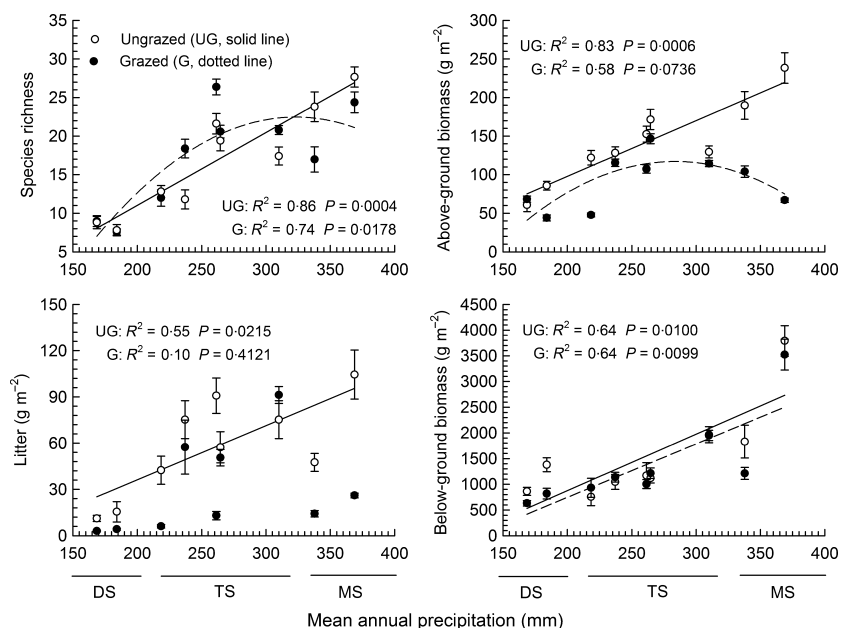 35
30
25
20
15
10
5
Species richness
Ungrazed (UG, solid line)
Grazed (G, dotted line)
UG: R² = 0·86 P = 0·0004
G: R² = 0·74 P = 0·0178
150 200 250 300 350 400
300
250
200
150
100
50
0
Above-ground biomass (g m⁻²)
UG: R² = 0·83 P = 0·0006
G: R² = 0·58 P = 0·0736
150 200 250 300 350 400
150
120
90
60
30
0
Litter (g m⁻²)
UG: R² = 0·55 P = 0·0215
G: R² = 0·10 P = 0·4121
150 200 250 300 350 400
DS TS MS
4500
4000
3500
3000
2500
2000
1500
1000
500
0
Below-ground biomass (g m⁻²)
UG: R² = 0·64 P = 0·0100
G: R² = 0·64 P = 0·0099
150 200 250 300 350 400
DS TS MS
Mean annual precipitation (mm)